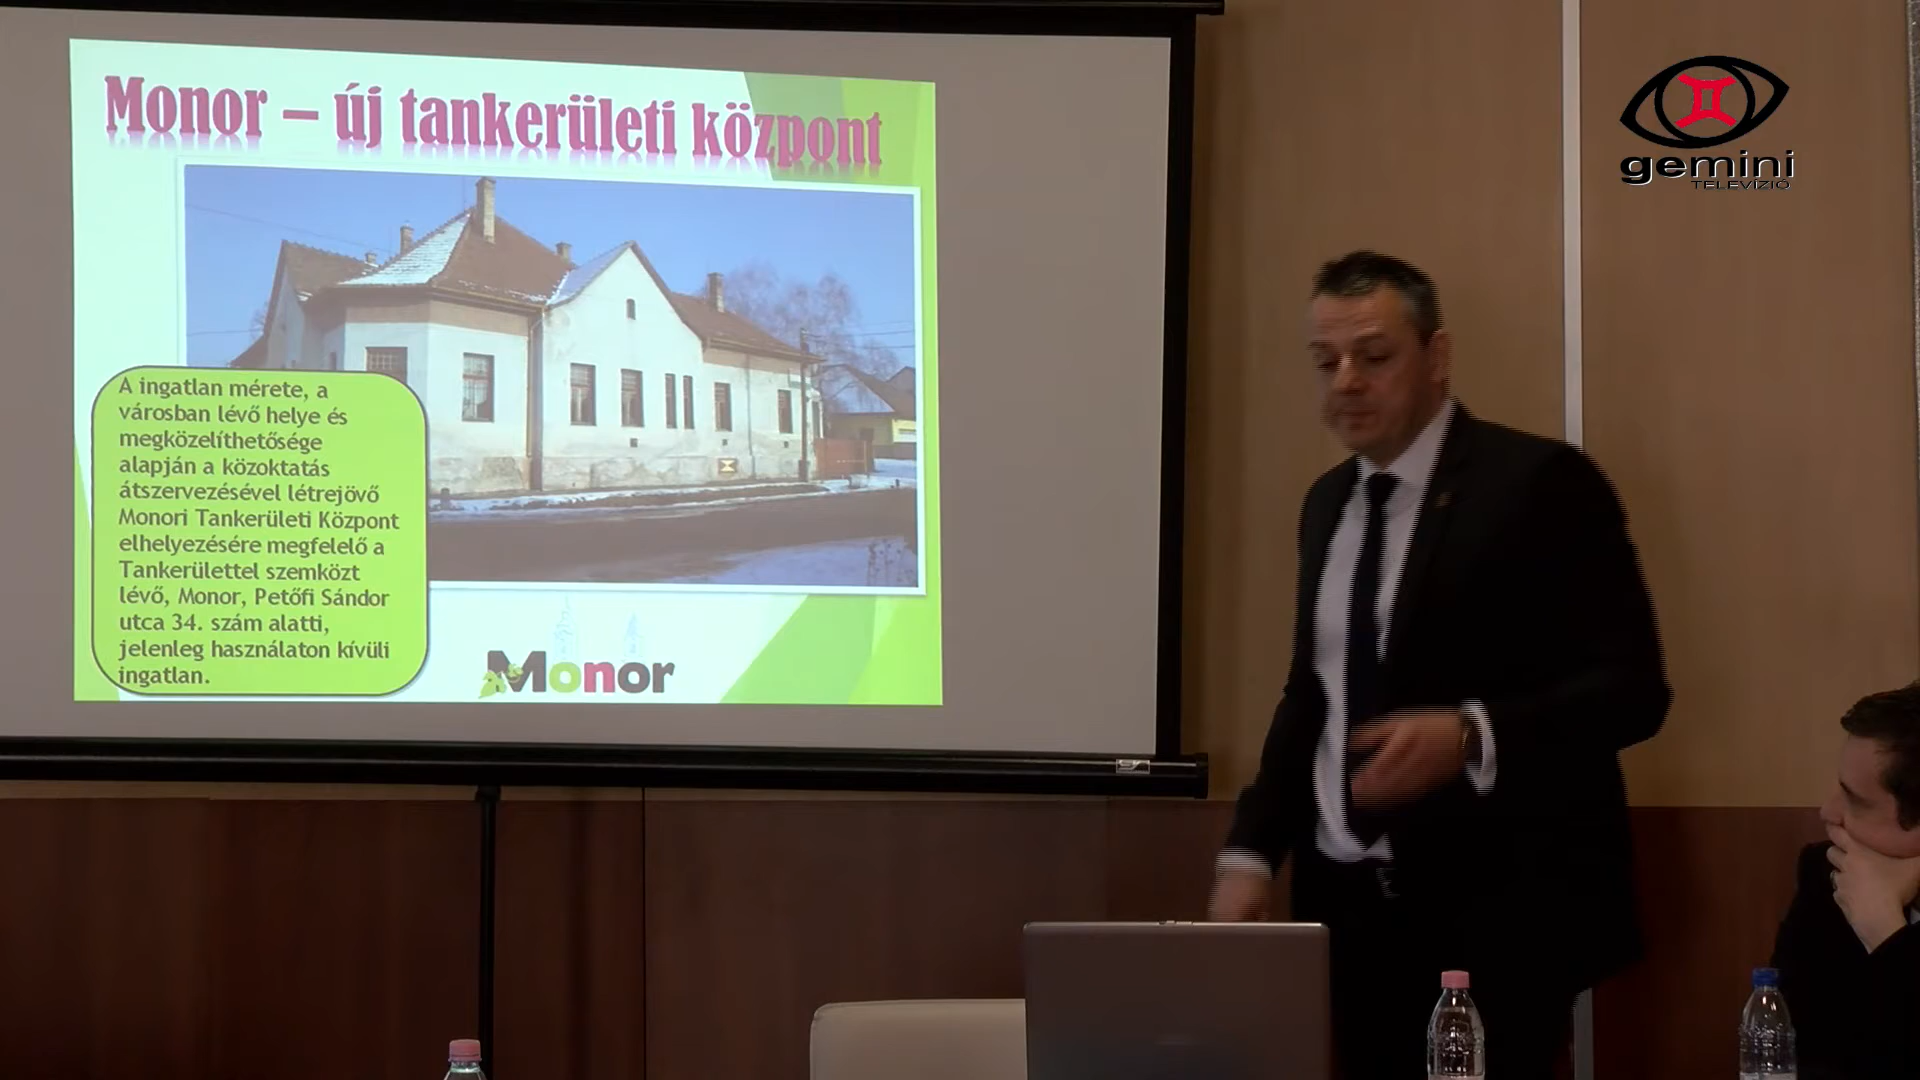 Monor – új tankerületi központ
A ingatlan mérete, a
városban lévő helye és
megközelíthetősége
alapján a közoktatás
átszervezésével létrejövő
Monori Tankerületi Központ
elhelyezésére megfelelő a
Tankerülettel szemközt
lévő, Monor, Petőfi Sándor
utca 34. szám alatti,
jelenleg használaton kívüli
ingatlan.
Monor
gemini
TELEVÍZIÓ